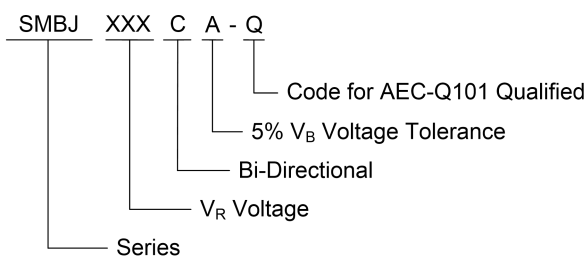 SMBJ XXX C A - Q
Code for AEC-Q101 Qualified
5% VB Voltage Tolerance
Bi-Directional
VR Voltage
Series